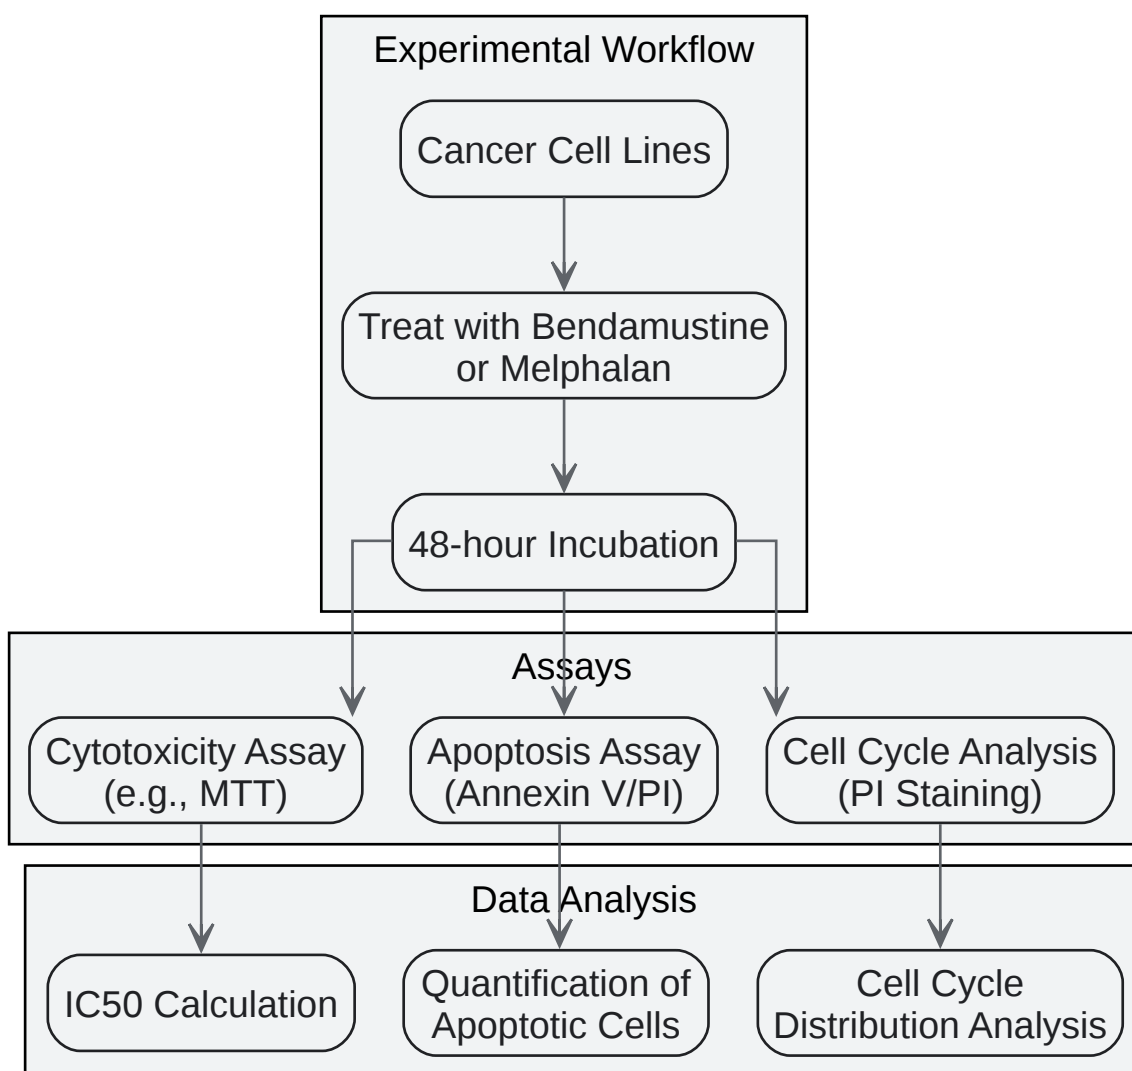 Experimental Workflow
Cancer Cell Lines
Treat with Bendamustine
or Melphalan
48-hour Incubation
Assays
Cytotoxicity Assay
(e.g., MTT)
Apoptosis Assay
(Annexin V/PI)
Cell Cycle Analysis
(PI Staining)
Data Analysis
IC50 Calculation
Quantification of
Apoptotic Cells
Cell Cycle
Distribution Analysis